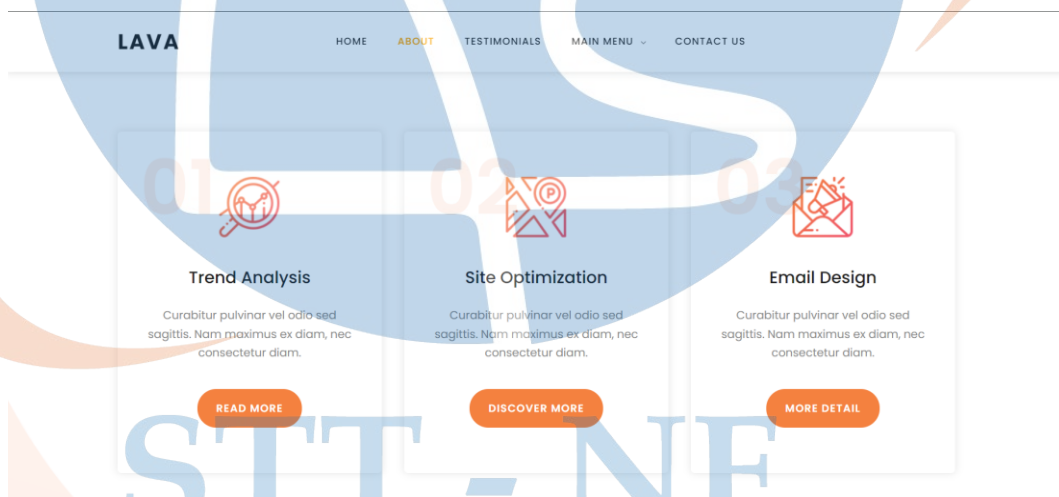 LAVA
HOME ABOUT TESTIMONIALS MAIN MENU CONTACT US
01
Trend Analysis
Curabitur pulvinar vel odio sed
sagittis. Nam maximus ex diam, nec
consectetur diam.
READ MORE
02
P
Site Optimization
Curabitur pulvinar vel odio sed
sagittis. Nam maximus ex diam, nec
consectetur diam.
DISCOVER MORE
03
Email Design
Curabitur pulvinar vel odio sed
sagittis. Nam maximus ex diam, nec
consectetur diam.
MORE DETAIL
STT - NF